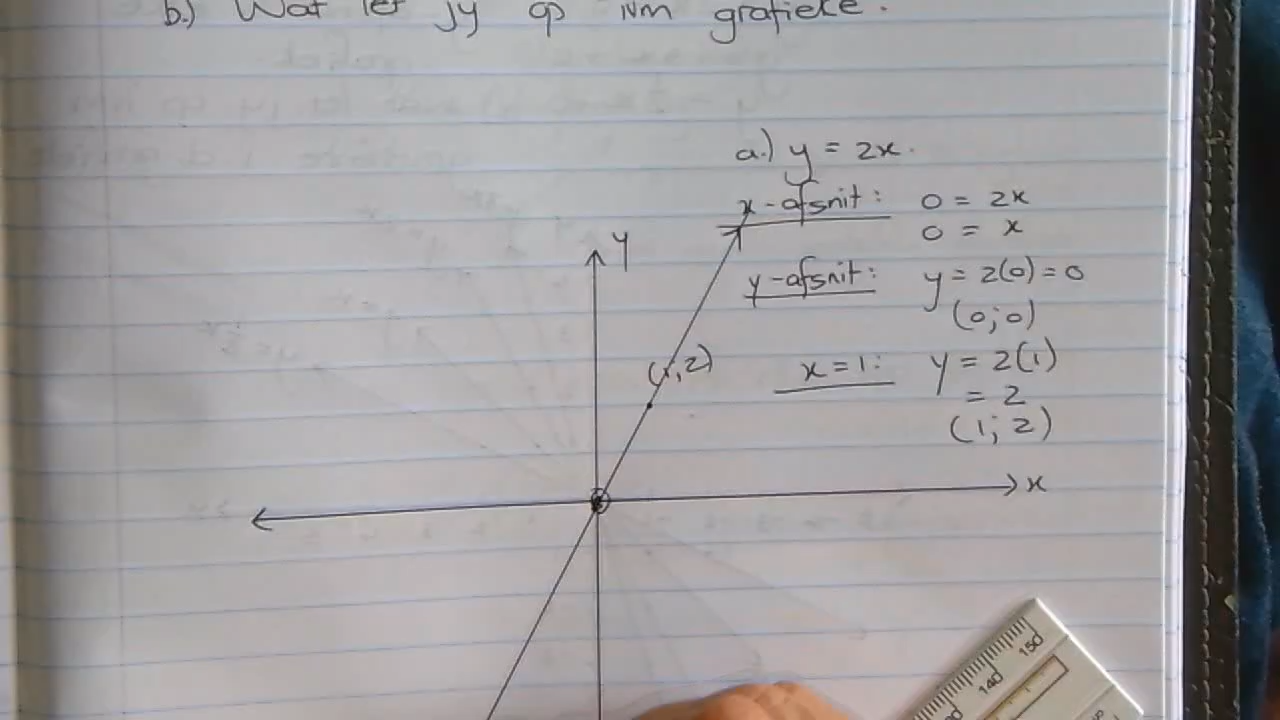 b.) Wat let jy op ivm grafieke.
a.) y = 2x.
x-afsnit: 0 = 2x
0 = x
y-afsnit: y = 2(0) = 0
(0;0)
x = 1: y = 2(1)
= 2
(1; 2)
y
(1,2)
x
150
140